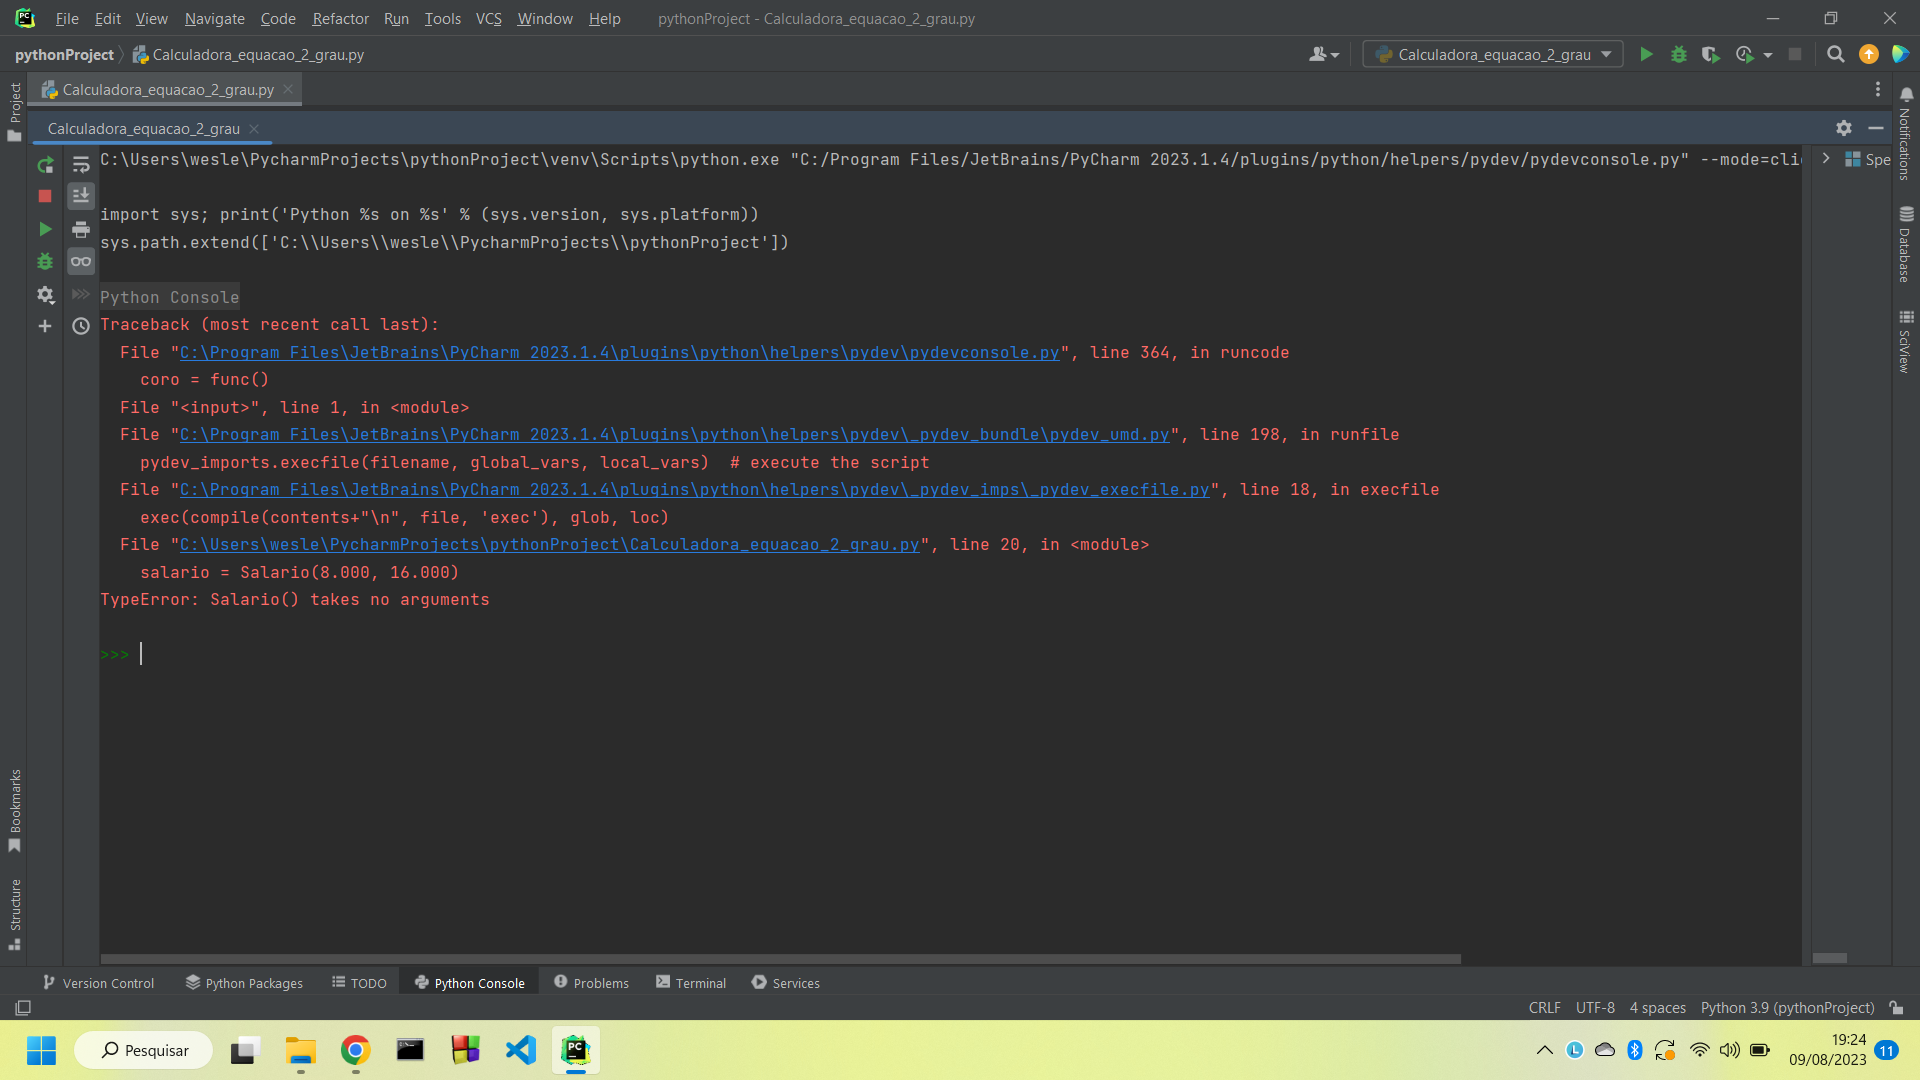 File Edit View Navigate Code Refactor Run Tools VCS Window Help pythonProject - Calculadora_equacao_2_grau.py
pythonProject Calculadora_equacao_2_grau.py Calculadora_equacao_2_grau
Calculadora_equacao_2_grau.py
Calculadora_equacao_2_grau
Project
C:\Users\wesle\PycharmProjects\pythonProject\venv\Scripts\python.exe "C:/Program Files/JetBrains/PyCharm 2023.1.4/plugins/python/helpers/pydev/pydevconsole.py" --mode=clie
Spe
import sys; print('Python %s on %s' % (sys.version, sys.platform))
sys.path.extend(['C:\\Users\\wesle\\PycharmProjects\\pythonProject'])
Python Console
Traceback (most recent call last):
File "C:\Program Files\JetBrains\PyCharm 2023.1.4\plugins\python\helpers\pydev\pydevconsole.py", line 364, in runcode
coro = func()
File "<input>", line 1, in <module>
File "C:\Program Files\JetBrains\PyCharm 2023.1.4\plugins\python\helpers\pydev\_pydev_bundle\pydev_umd.py", line 198, in runfile
pydev_imports.execfile(filename, global_vars, local_vars)  # execute the script
File "C:\Program Files\JetBrains\PyCharm 2023.1.4\plugins\python\helpers\pydev\_pydev_imps\_pydev_execfile.py", line 18, in execfile
exec(compile(contents+"\n", file, 'exec'), glob, loc)
File "C:\Users\wesle\PycharmProjects\pythonProject\Calculadora_equacao_2_grau.py", line 20, in <module>
salario = Salario(8.000, 16.000)
TypeError: Salario() takes no arguments
>>>
Notifications
Database
SciView
Bookmarks
Structure
Version Control Python Packages TODO Python Console Problems Terminal Services
CRLF UTF-8 4 spaces Python 3.9 (pythonProject)
Pesquisar
19:24
09/08/2023
11